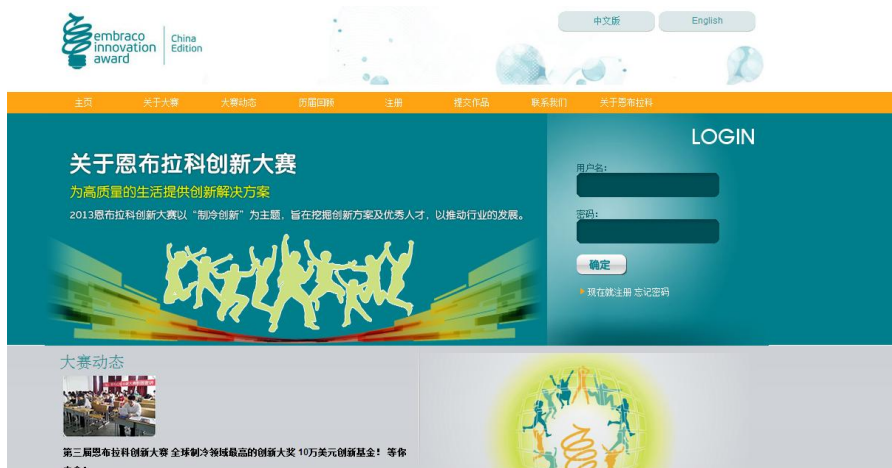 embraco
innovation
award
China
Edition
中文版
English
主页
关于大赛
大赛动态
历届回顾
注册
提交作品
联系我们
关于恩布拉科
关于恩布拉科创新大赛
为高质量的生活提供创新解决方案
2013恩布拉科创新大赛以“制冷创新”为主题，旨在挖掘创新方案及优秀人才，以推动行业的发展。
LOGIN
用户名:
密码:
确定
现在就注册 忘记密码
大赛动态
第三届恩布拉科创新大赛 全球制冷领域最高的创新大奖 10万美元创新基金！ 等你